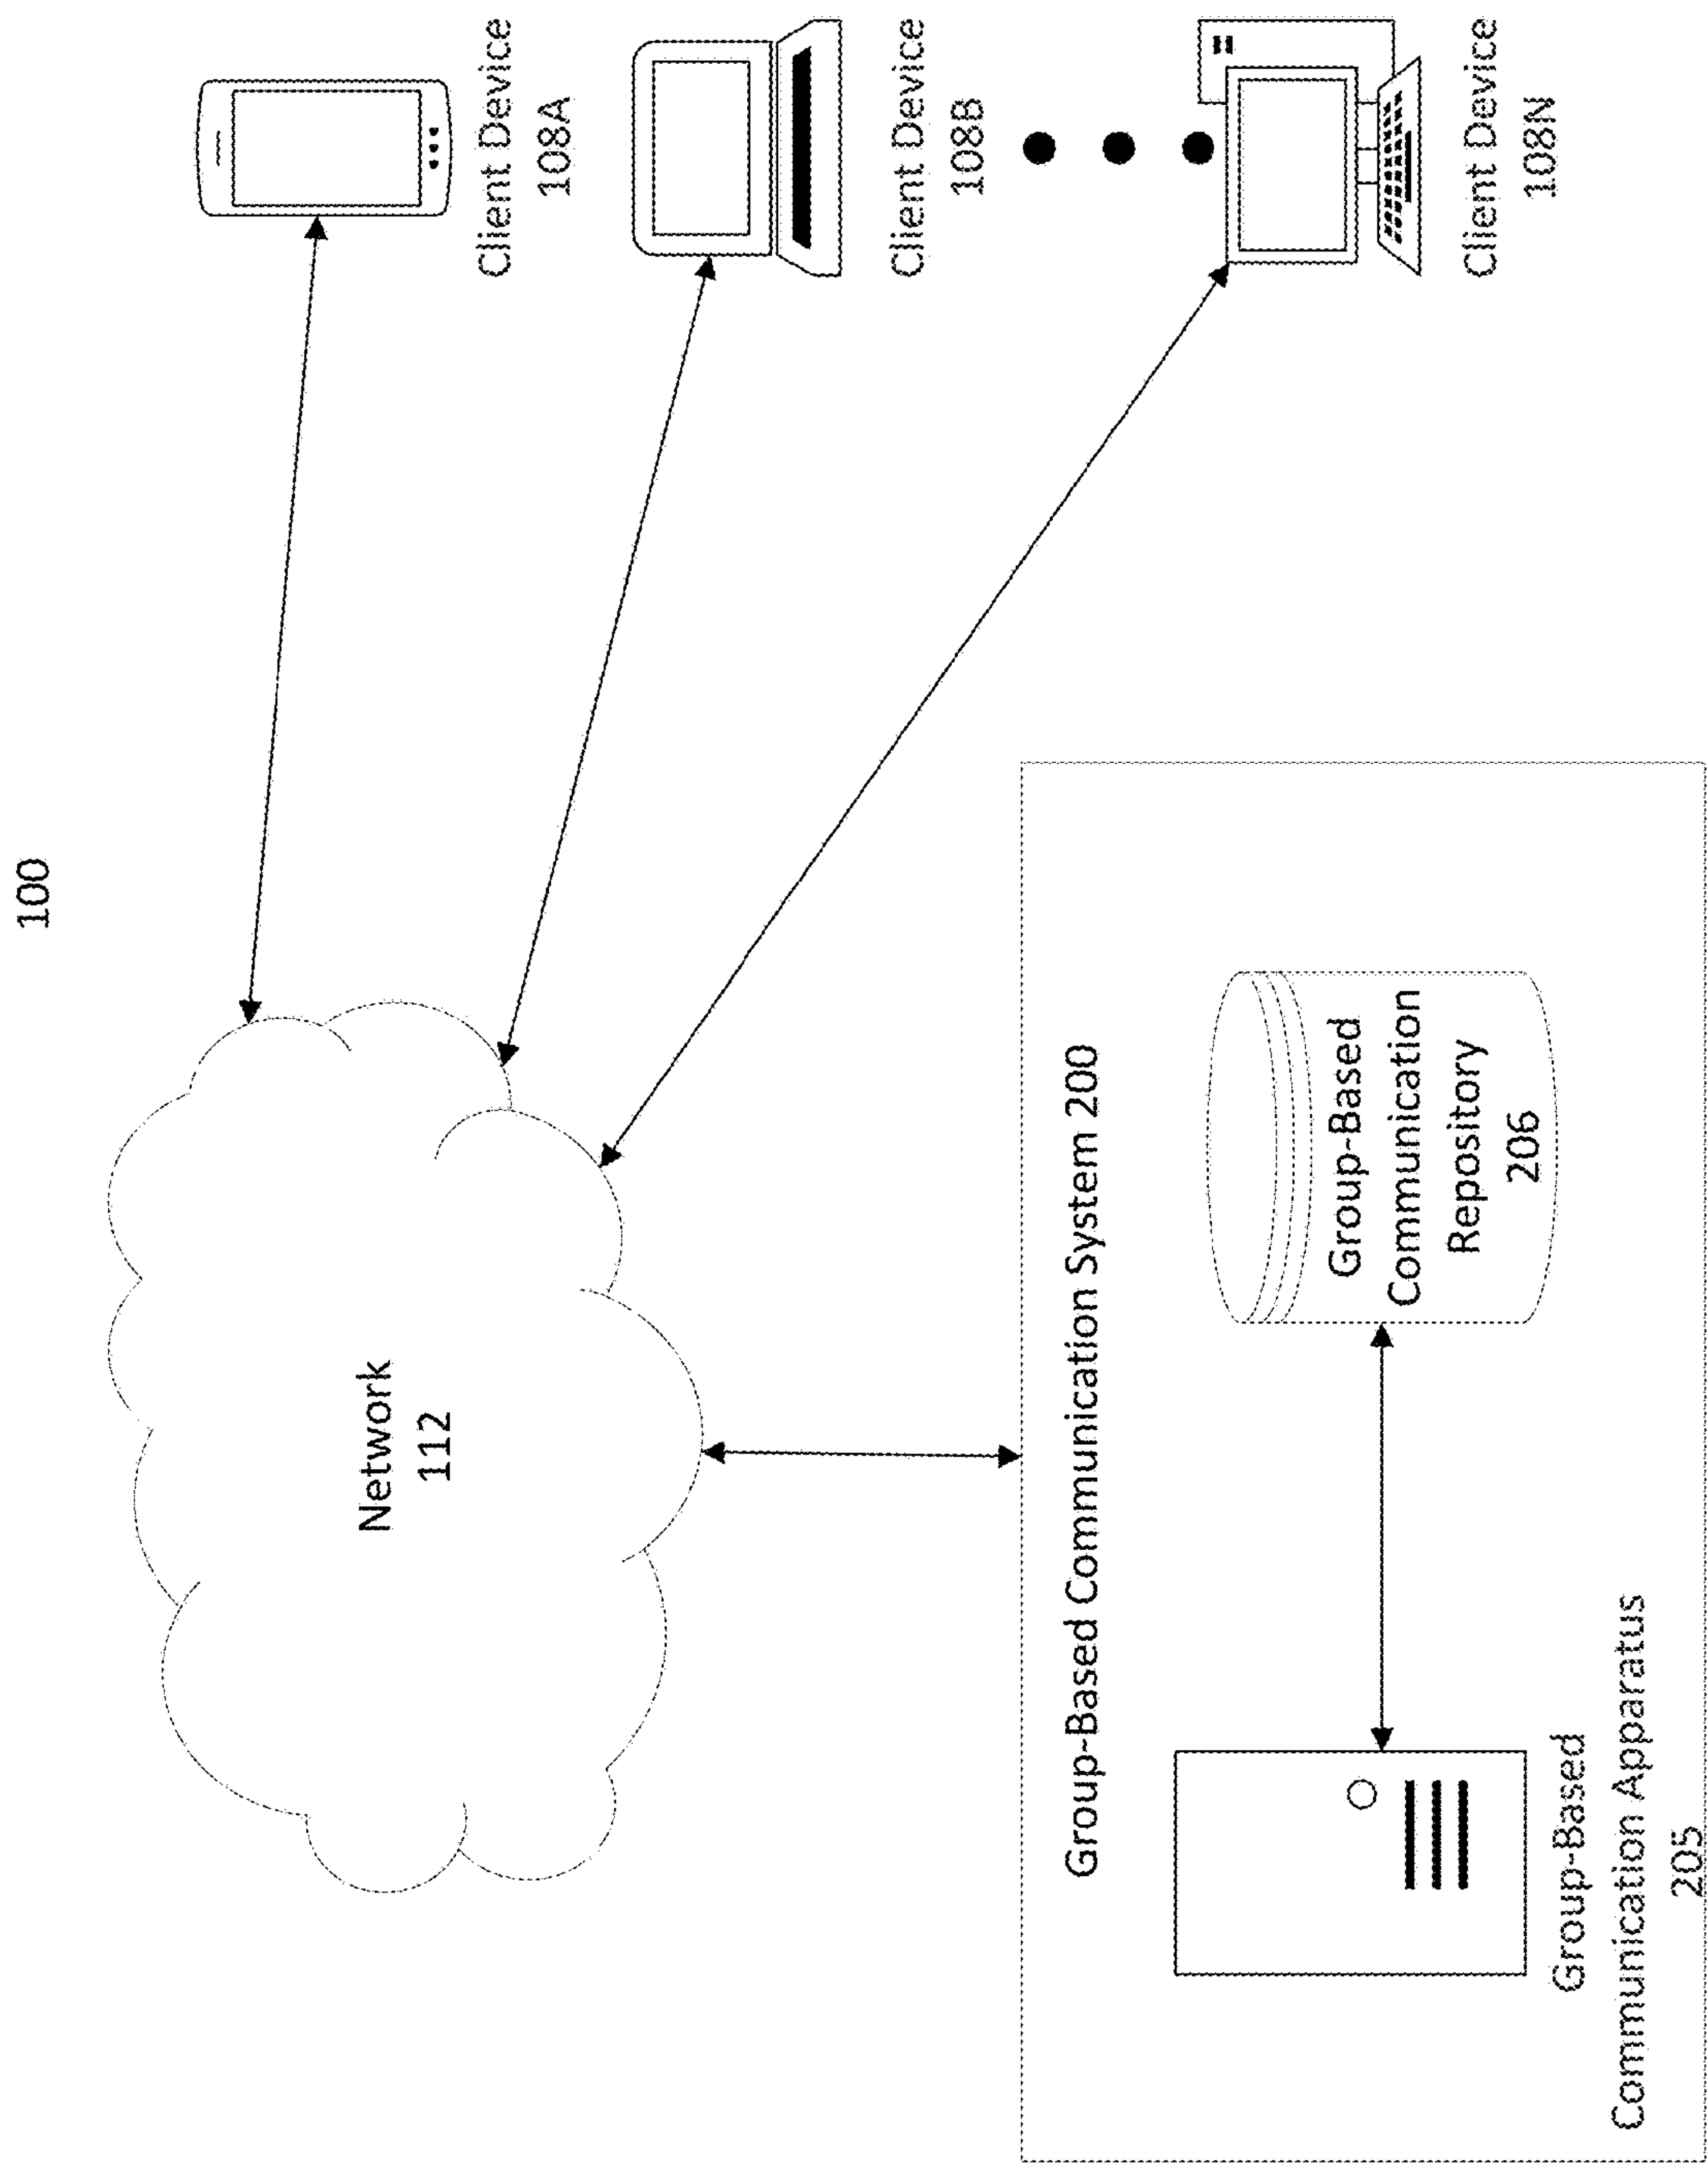 100
Network
112
Client Device
108A
Client Device
108B
Client Device
108N
Group-Based Communication System 200
Group-Based
Communication
Repository
206
Group-Based
Communication Apparatus
205